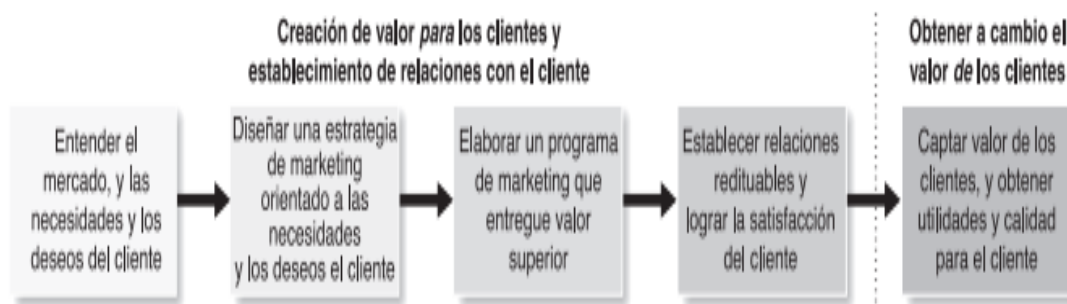 Creación de valor para los clientes y
establecimiento de relaciones con el cliente
Obtener a cambio el
valor de los clientes
Entender el
mercado, y las
necesidades y los
deseos del cliente
Diseñar una estrategia
de marketing
orientado a las
necesidades
y los deseos el cliente
Elaborar un programa
de marketing que
entregue valor
superior
Establecer relaciones
redituables y
lograr la satisfacción
del cliente
Captar valor de los
clientes, y obtener
utilidades y calidad
para el cliente